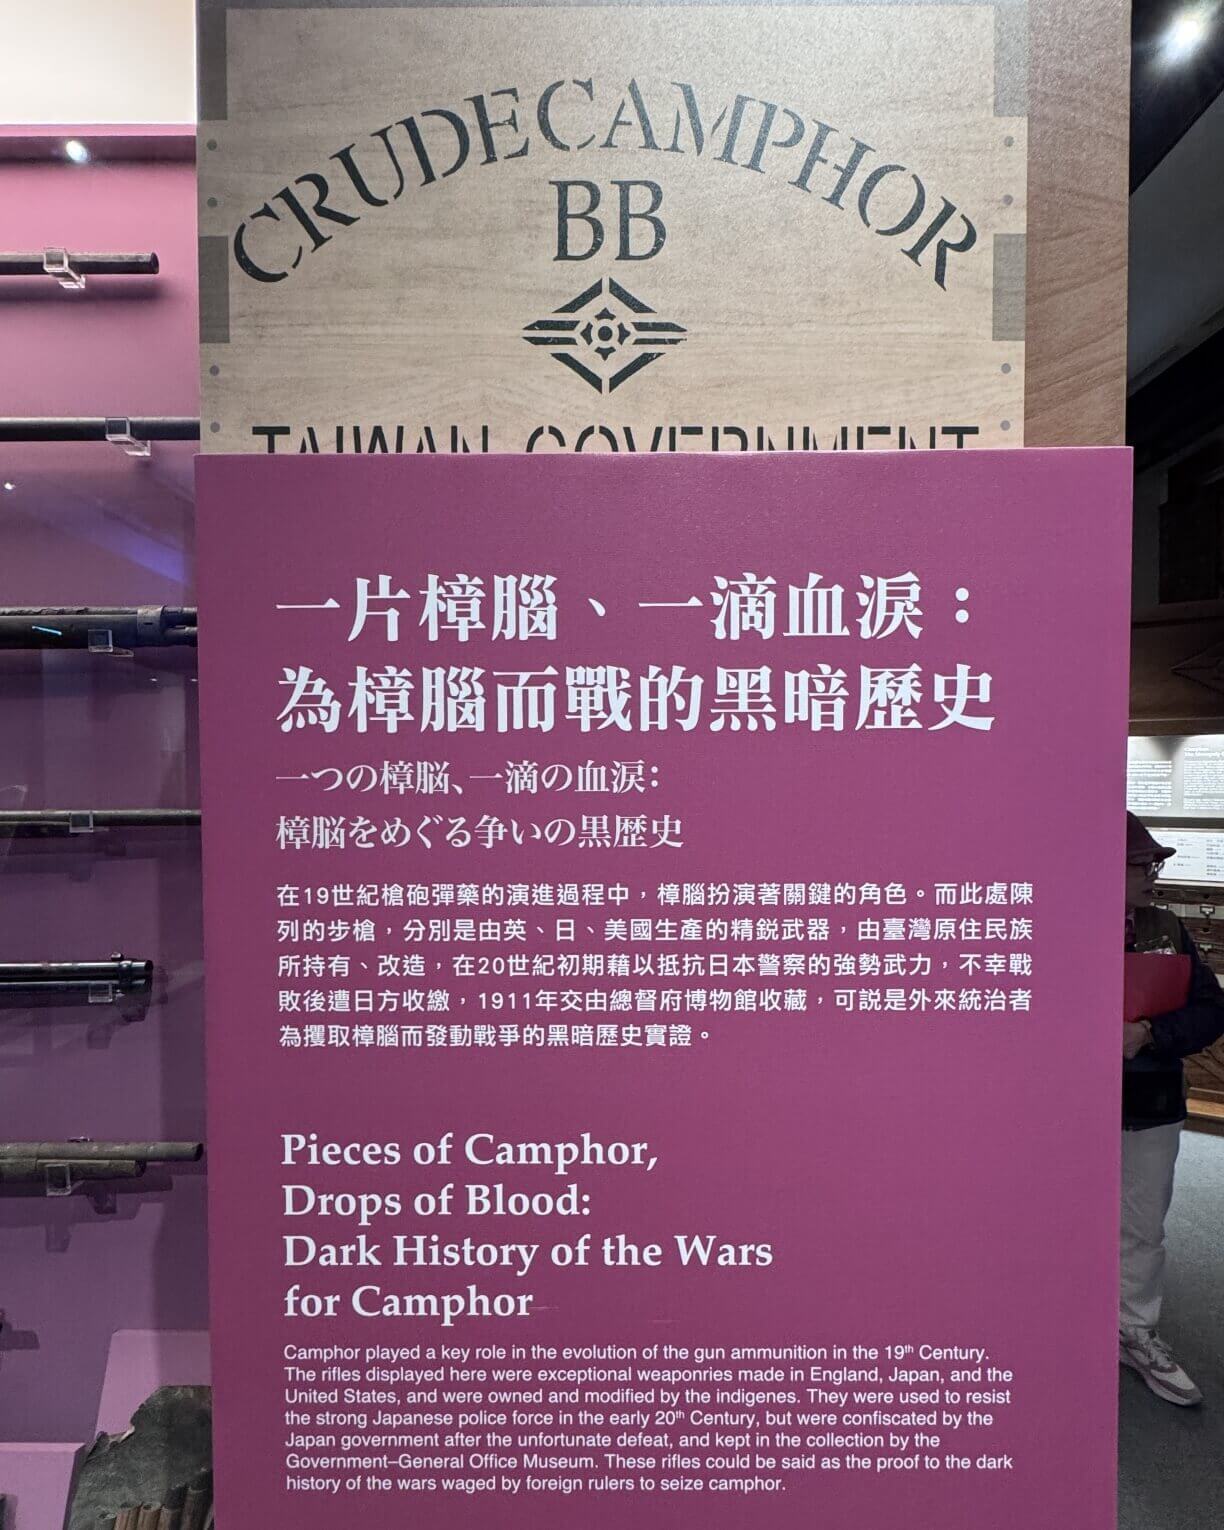 CRUDE CAMPHOR
BB
TAIWAN GOVERNMENT
一片樟腦、一滴血淚：
為樟腦而戰的黑暗歷史
一つの樟脳、一滴の血涙：
樟脳をめぐる争いの黒歴史
在19世紀槍砲彈藥的演進過程中，樟腦扮演著關鍵的角色。而此處陳
列的步槍，分別是由英、日、美國生產的精銳武器，由臺灣原住民族
所持有、改造，在20世紀初期藉以抵抗日本警察的強勢武力，不幸戰
敗後遭日方收繳，1911年交由總督府博物館收藏，可說是外來統治者
為攫取樟腦而發動戰爭的黑暗歷史實證。
Pieces of Camphor,
Drops of Blood:
Dark History of the Wars
for Camphor
Camphor played a key role in the evolution of the gun ammunition in the 19th Century.
The rifles displayed here were exceptional weaponries made in England, Japan, and the
United States, and were owned and modified by the indigenes. They were used to resist
the strong Japanese police force in the early 20th Century, but were confiscated by the
Japan government after the unfortunate defeat, and kept in the collection by the
Government–General Office Museum. These rifles could be said as the proof to the dark
history of the wars waged by foreign rulers to seize camphor.